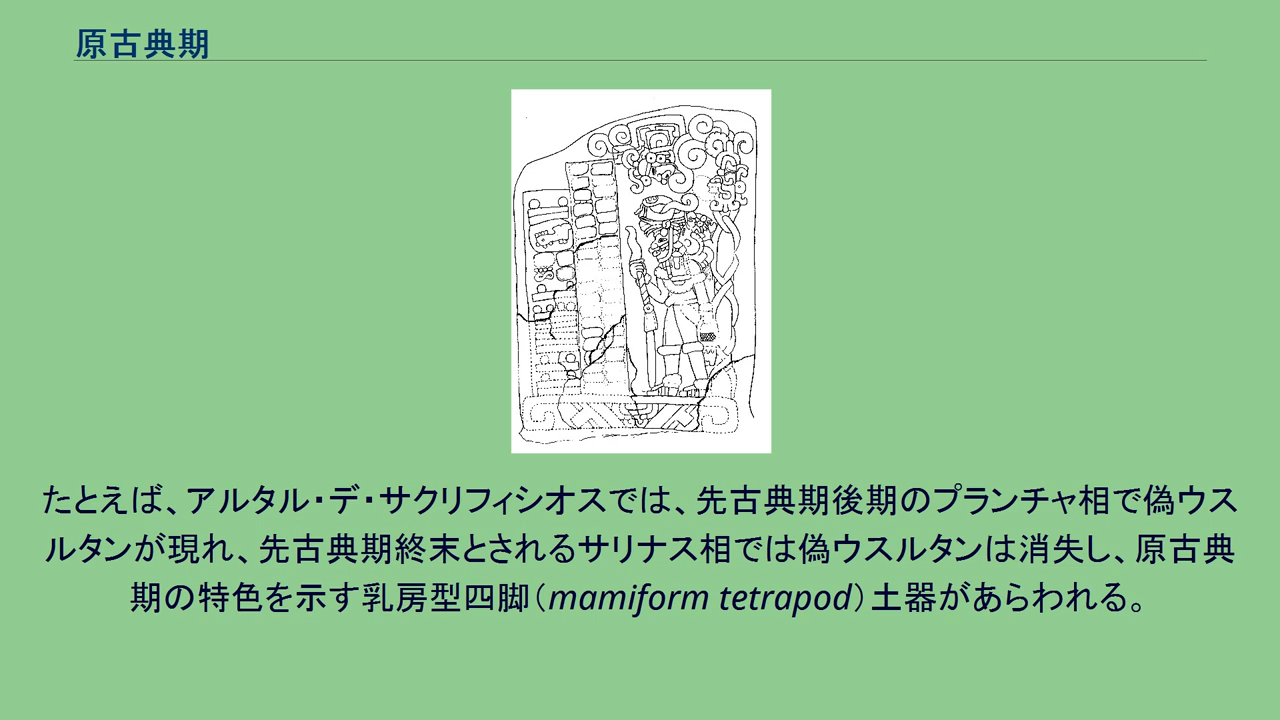 原古典期
たとえば、アルタル・デ・サクリフィシオスでは、先古典期後期のプランチャ相で偽ウス
ルタンが現れ、先古典期終末とされるサリナス相では偽ウスルタンは消失し、原古典
期の特色を示す乳房型四脚（mamiform tetrapod）土器があらわれる。